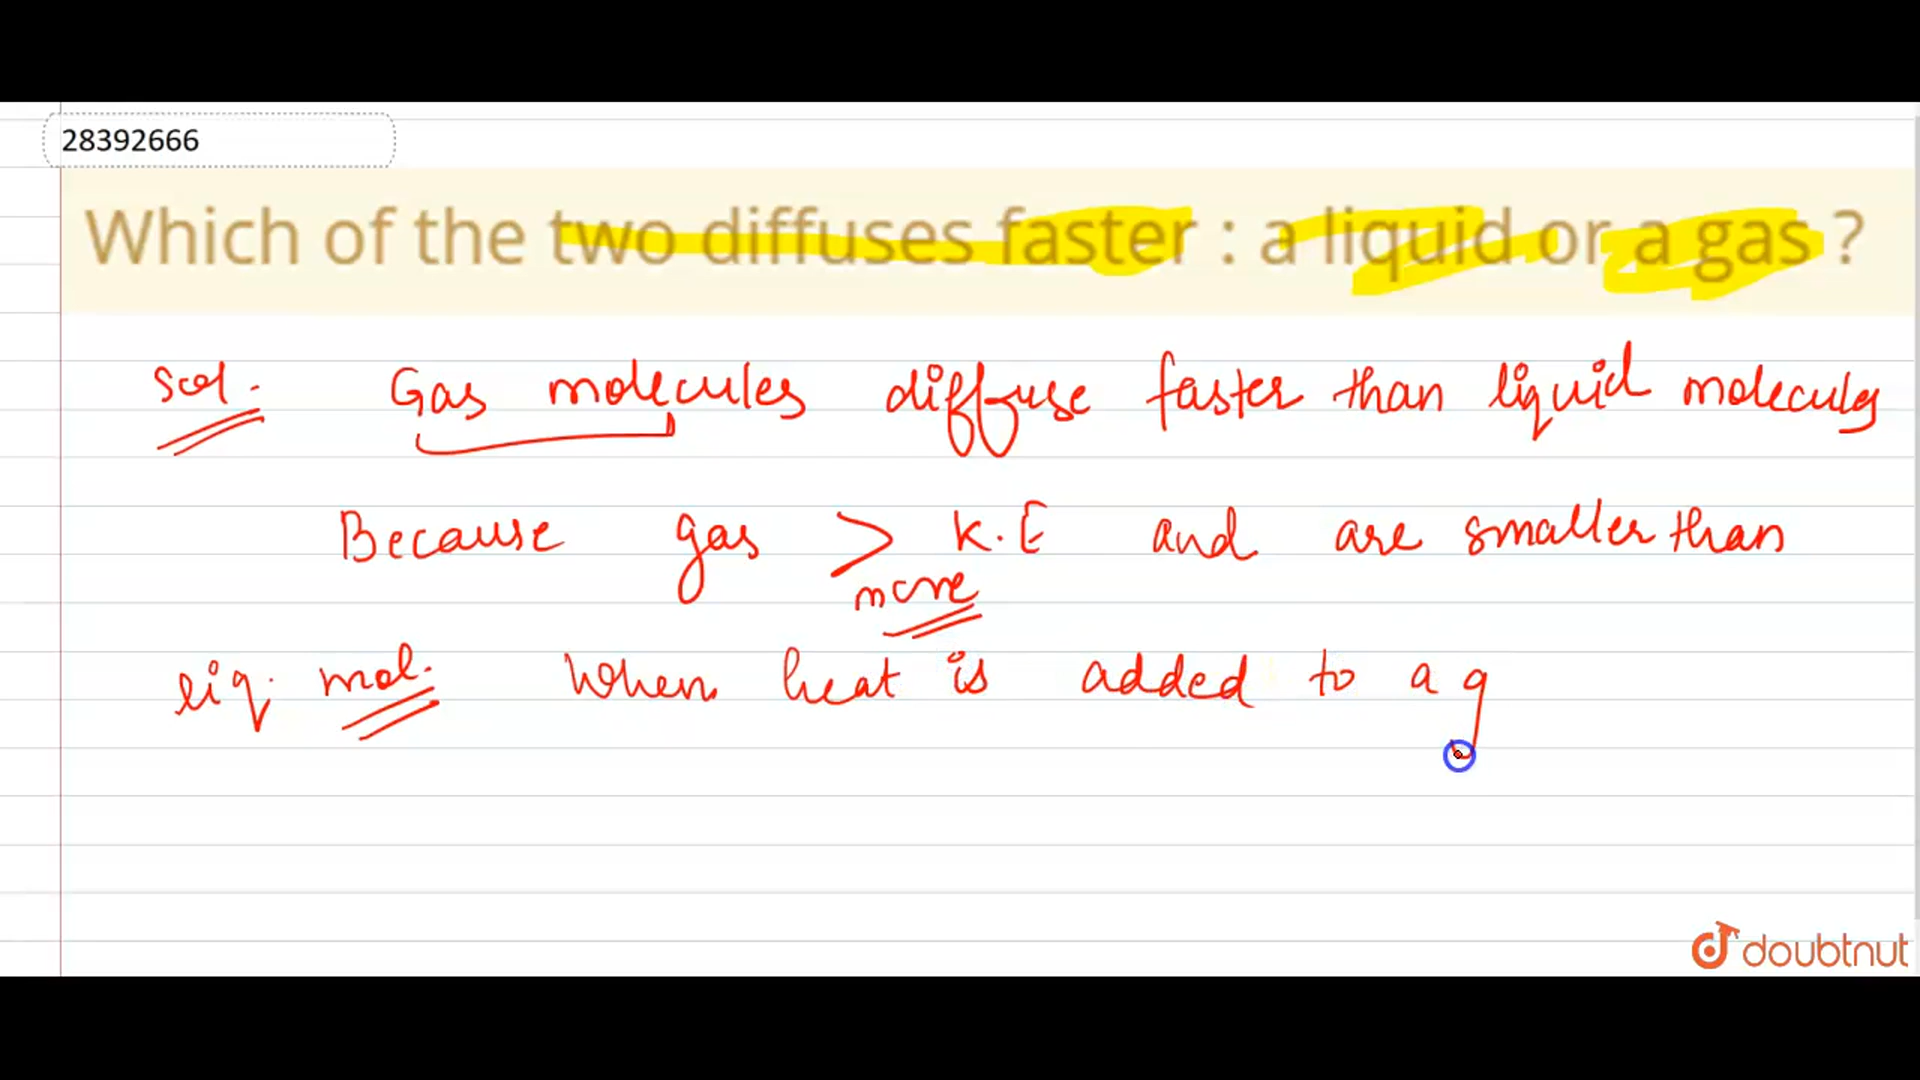 28392666
Which of the two diffuses faster : a liquid or a gas ?
Sol. Gas molecules diffuse faster than liquid molecules
Because gas > K.E and are smaller than
more
liq. mol. When heat is added to a g
doubtnut